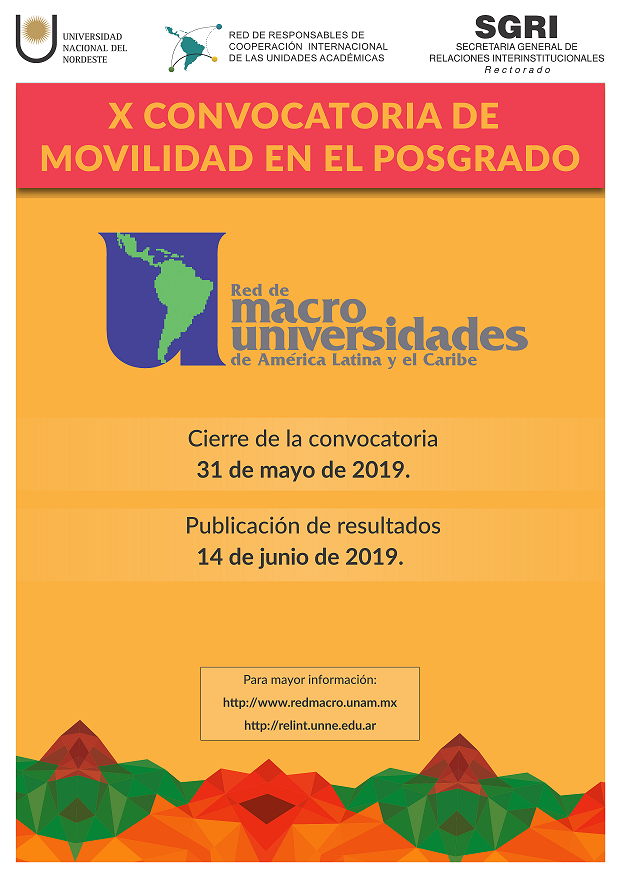 UNIVERSIDAD
NACIONAL DEL
NORDESTE
RED DE RESPONSABLES DE
COOPERACIÓN INTERNACIONAL
DE LAS UNIDADES ACADÉMICAS
SGRI
SECRETARIA GENERAL DE
RELACIONES INTERINSTITUCIONALES
Rectorado
X CONVOCATORIA DE
MOVILIDAD EN EL POSGRADO
Red de
macro
universidades
de América Latina y el Caribe
Cierre de la convocatoria
31 de mayo de 2019.
Publicación de resultados
14 de junio de 2019.
Para mayor información:
http://www.redmacro.unam.mx
http://relint.unne.edu.ar